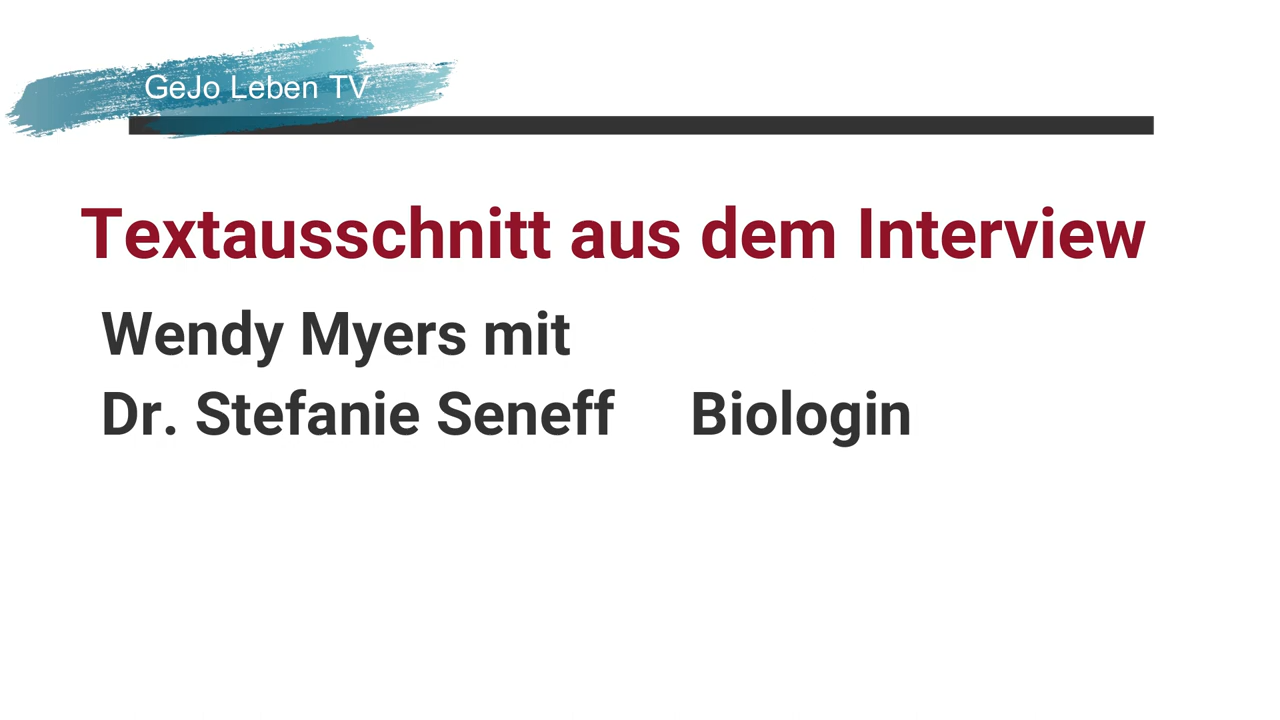 GeJo Leben TV
Textausschnitt aus dem Interview
Wendy Myers mit
Dr. Stefanie Seneff Biologin